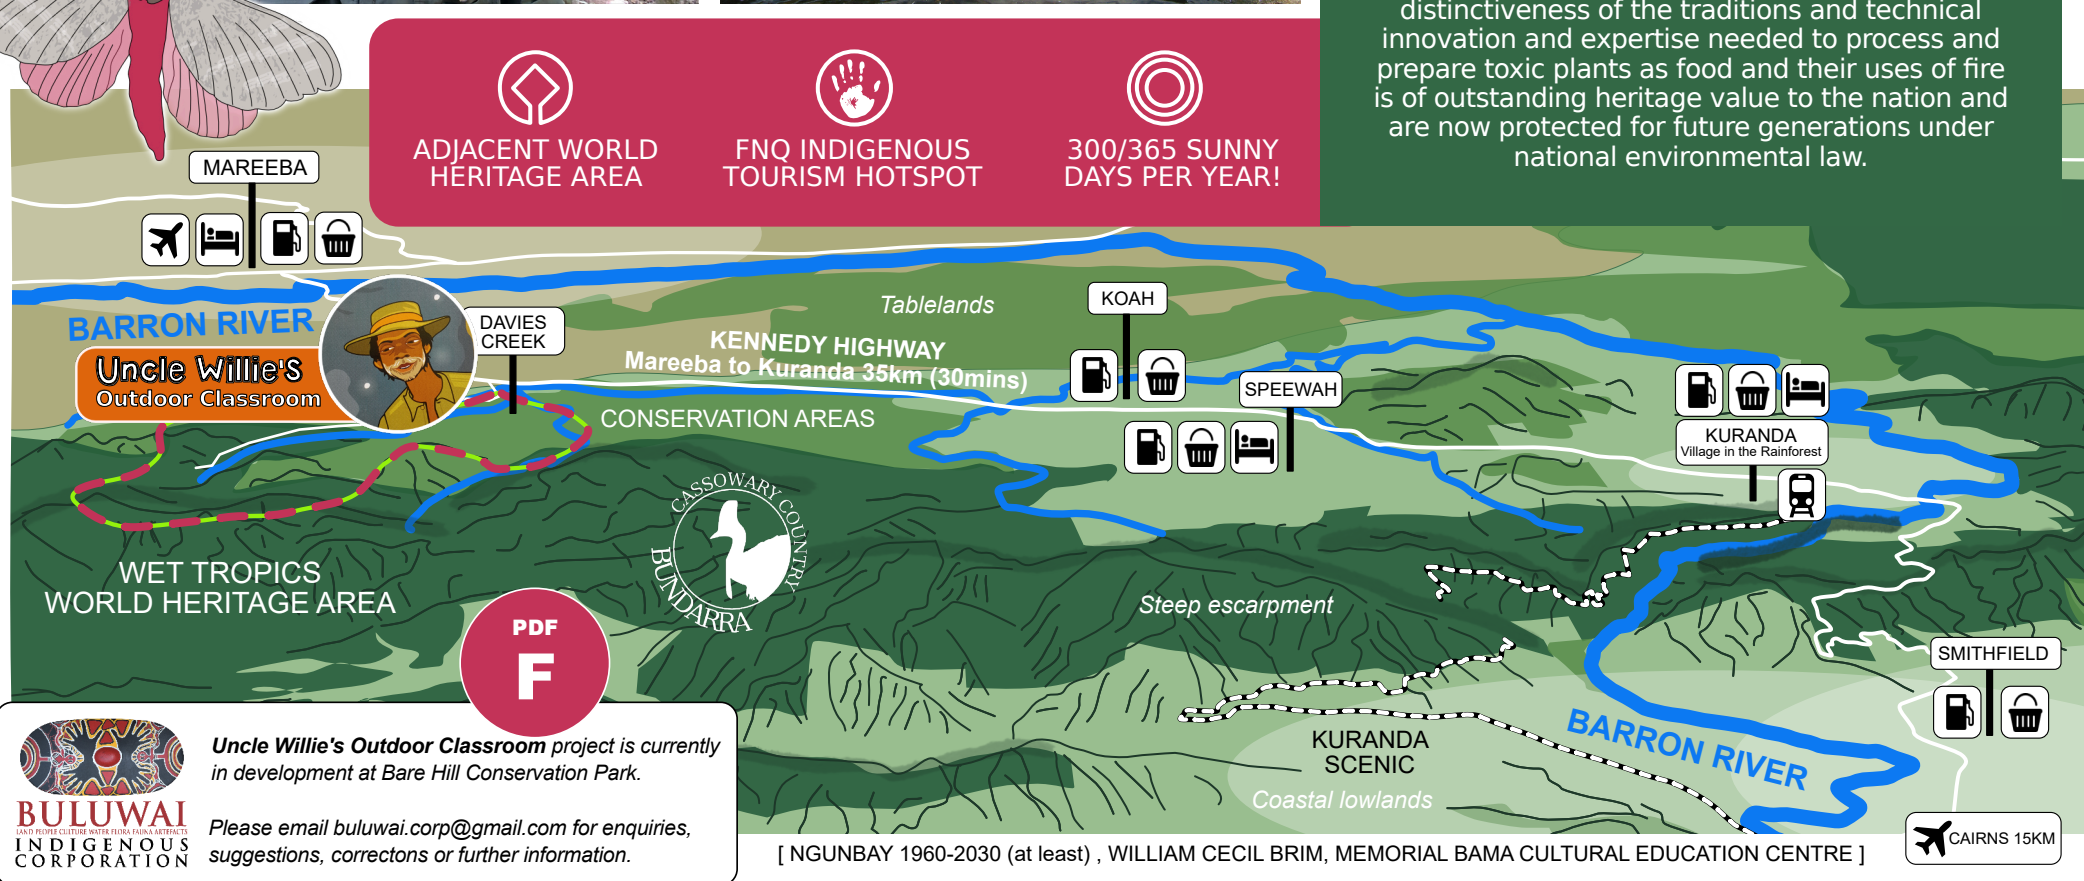 distinctiveness of the traditions and technical
innovation and expertise needed to process and
prepare toxic plants as food and their uses of fire
is of outstanding heritage value to the nation and
are now protected for future generations under
national environmental law.
ADJACENT WORLD
HERITAGE AREA
FNQ INDIGENOUS
TOURISM HOTSPOT
300/365 SUNNY
DAYS PER YEAR!
MAREEBA
BARRON RIVER
Uncle Willie's
Outdoor Classroom
DAVIES
CREEK
Tablelands
KENNEDY HIGHWAY
Mareeba to Kuranda 35km (30mins)
CONSERVATION AREAS
KOAH
SPEEWAH
KURANDA
Village in the Rainforest
CASSOWARY COUNTRY
BUNDARRA
WET TROPICS
WORLD HERITAGE AREA
Steep escarpment
SMITHFIELD
BARRON RIVER
KURANDA
SCENIC
Coastal lowlands
CAIRNS 15KM
PDF
F
Uncle Willie's Outdoor Classroom project is currently
in development at Bare Hill Conservation Park.
Please email buluwai.corp@gmail.com for enquiries,
suggestions, correctons or further information.
BULUWAI
LAND PEOPLE CULTURE WATER FLORA FAUNA ARTEFACTS
INDIGENOUS
CORPORATION
[ NGUNBAY 1960-2030 (at least) , WILLIAM CECIL BRIM, MEMORIAL BAMA CULTURAL EDUCATION CENTRE ]